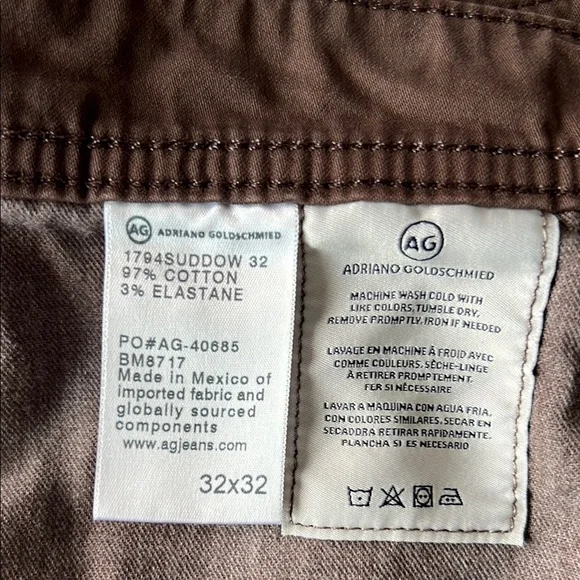 AG ADRIANO GOLDSCHMIED
1794SUDDOW 32
97% COTTON
3% ELASTANE
PO#AG-40685
BM8717
Made in Mexico of
imported fabric and
globally sourced
components
www.agjeans.com
32x32
AG
ADRIANO GOLDSCHMIED
MACHINE WASH COLD WITH
LIKE COLORS, TUMBLE DRY,
REMOVE PROMPTLY, IRON IF NEEDED
LAVAGE EN MACHINE À FROID AVEC
COMME COULEURS. SÈCHE-LINGE
À RETIRER PROMPTEMENT.
FER SI NÉCESSAIRE
LAVAR A MAQUINA CON AGUA FRIA,
CON COLORES SIMILARES, SECAR EN
SECADORA RETIRAR RAPIDAMENTE.
PLANCHA SI ES NECESARIO